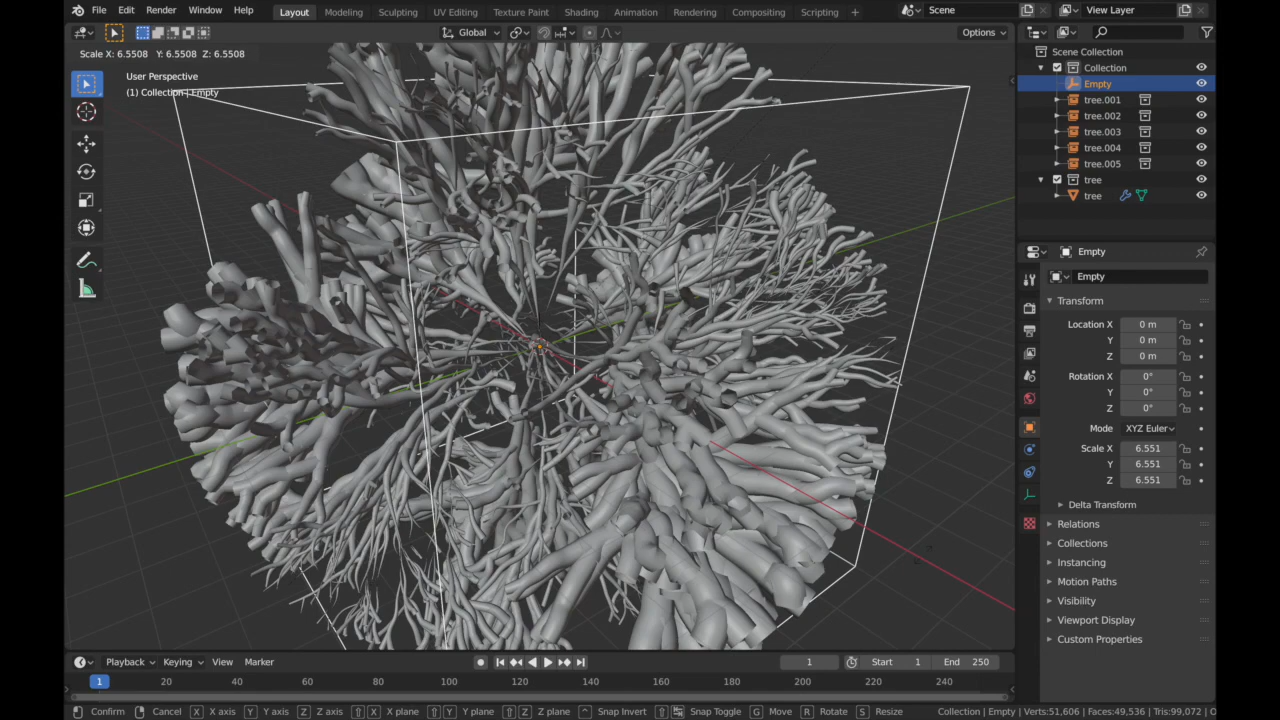 File Edit Render Window Help
Layout Modeling Sculpting UV Editing Texture Paint Shading Animation Rendering Compositing Scripting +
Scene
View Layer
Global
Options
Scale X: 6.5508 Y: 6.5508 Z: 6.5508
User Perspective
(1) Collection | Empty
Scene Collection
Collection
Empty
tree.001
tree.002
tree.003
tree.004
tree.005
tree
tree
Empty
Empty
Transform
Location X 0 m
Y 0 m
Z 0 m
Rotation X 0°
Y 0°
Z 0°
Mode XYZ Euler
Scale X 6.551
Y 6.551
Z 6.551
Delta Transform
Relations
Collections
Instancing
Motion Paths
Visibility
Viewport Display
Custom Properties
Playback Keying View Marker
1
Start 1
End 250
1 20 40 60 80 100 120 140 160 180 200 220 240
Confirm Cancel X X axis Y Y axis Z Z axis X X plane Y Y plane Z Z plane Snap Invert Snap Toggle G Move R Rotate S Resize
Collection | Empty | Verts:51,606 | Faces:49,536 | Tris:99,072 | O